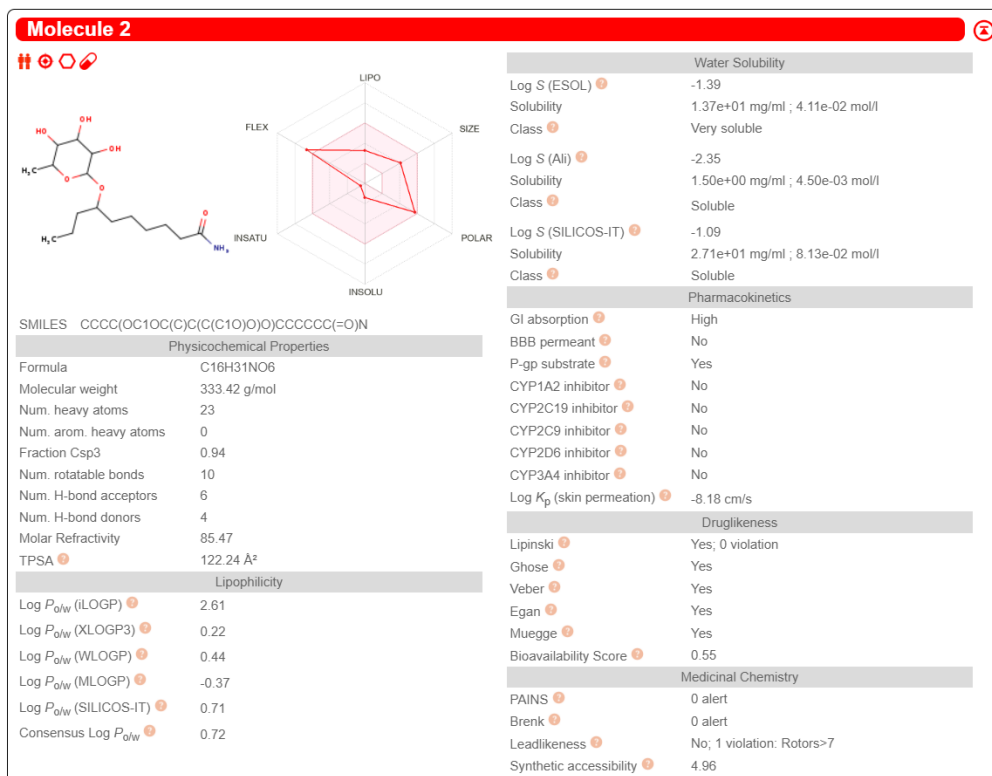 Molecule 2
LIPO
SIZE
POLAR
INSOLU
INSATU
FLEX
HO
OH
OH
O
O
H₃C
H₃C
O
NH₂
SMILES CCCC(OC1OC(C)C(C(C1O)O)O)CCCCCC(=O)N
Physicochemical Properties
Formula C16H31NO6
Molecular weight 333.42 g/mol
Num. heavy atoms 23
Num. arom. heavy atoms 0
Fraction Csp3 0.94
Num. rotatable bonds 10
Num. H-bond acceptors 6
Num. H-bond donors 4
Molar Refractivity 85.47
TPSA ? 122.24 Å²
Lipophilicity
Log Po/w (iLOGP) ? 2.61
Log Po/w (XLOGP3) ? 0.22
Log Po/w (WLOGP) ? 0.44
Log Po/w (MLOGP) ? -0.37
Log Po/w (SILICOS-IT) ? 0.71
Consensus Log Po/w ? 0.72
Water Solubility
Log S (ESOL) ? -1.39
Solubility 1.37e+01 mg/ml ; 4.11e-02 mol/l
Class ? Very soluble
Log S (Ali) ? -2.35
Solubility 1.50e+00 mg/ml ; 4.50e-03 mol/l
Class ? Soluble
Log S (SILICOS-IT) ? -1.09
Solubility 2.71e+01 mg/ml ; 8.13e-02 mol/l
Class ? Soluble
Pharmacokinetics
GI absorption ? High
BBB permeant ? No
P-gp substrate ? Yes
CYP1A2 inhibitor ? No
CYP2C19 inhibitor ? No
CYP2C9 inhibitor ? No
CYP2D6 inhibitor ? No
CYP3A4 inhibitor ? No
Log Kp (skin permeation) ? -8.18 cm/s
Druglikeness
Lipinski ? Yes; 0 violation
Ghose ? Yes
Veber ? Yes
Egan ? Yes
Muegge ? Yes
Bioavailability Score ? 0.55
Medicinal Chemistry
PAINS ? 0 alert
Brenk ? 0 alert
Leadlikeness ? No; 1 violation: Rotors>7
Synthetic accessibility ? 4.96